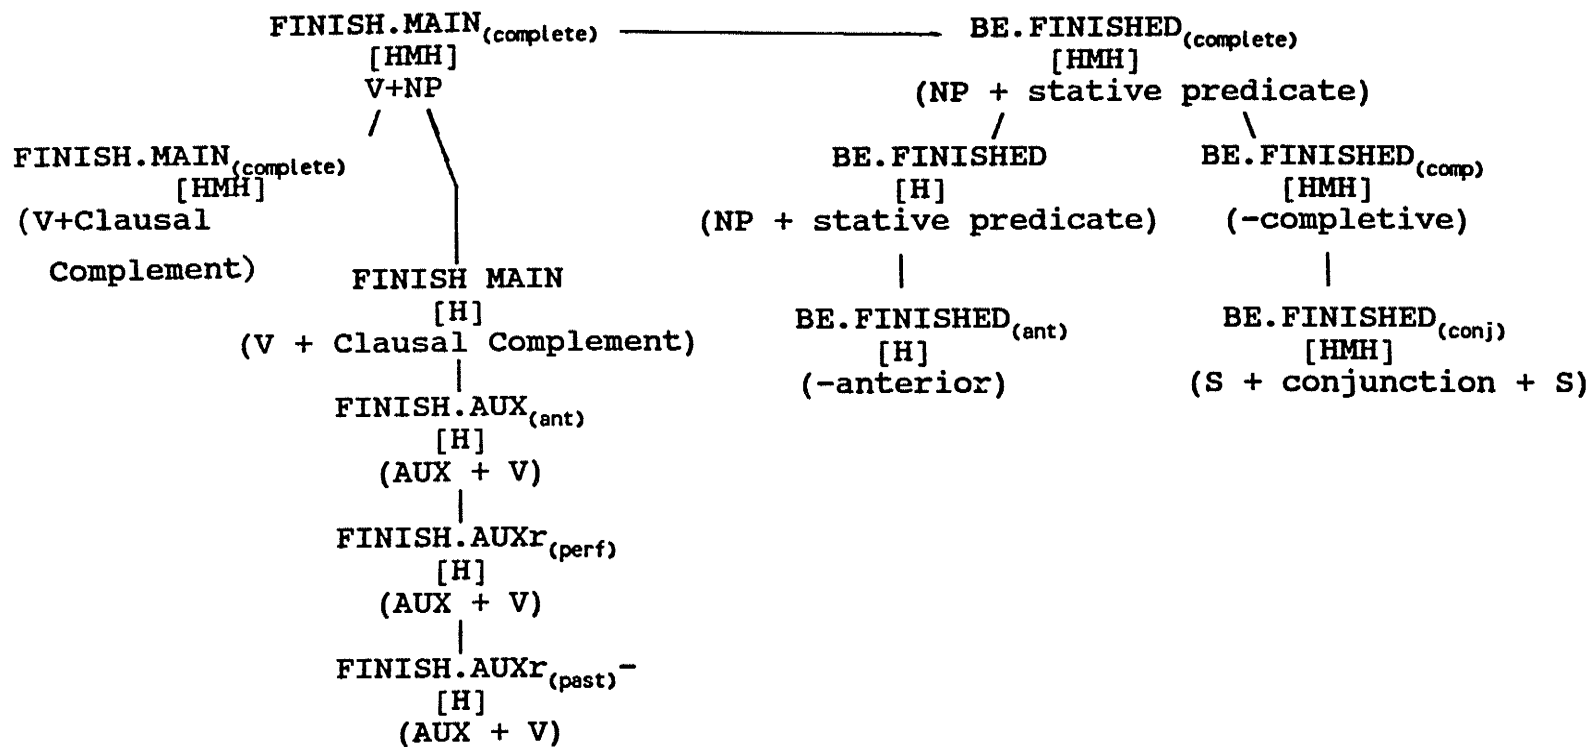 FINISH.MAIN(complete) BE.FINISHED(complete)
[HMH] [HMH]
V+NP (NP + stative predicate)
FINISH.MAIN(complete) BE.FINISHED BE.FINISHED(comp)
[HMH] [H] [HMH]
(V+Clausal (NP + stative predicate) (-completive)
Complement)
FINISH MAIN
[H]
(V + Clausal Complement)
BE.FINISHED(ant) BE.FINISHED(conj)
[H] [HMH]
(-anterior) (S + conjunction + S)
FINISH.AUX(ant)
[H]
(AUX + V)
FINISH.AUXr(perf)
[H]
(AUX + V)
FINISH.AUXr(past)-
[H]
(AUX + V)